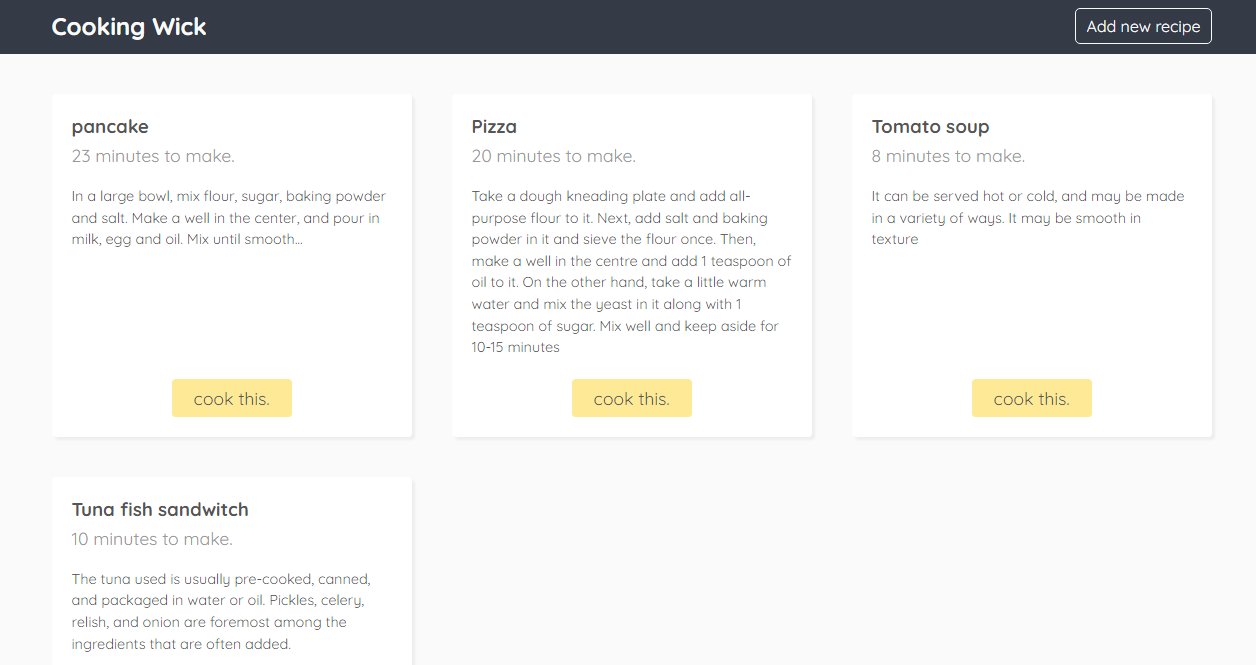 Cooking Wick
Add new recipe
pancake
23 minutes to make.
In a large bowl, mix flour, sugar, baking powder
and salt. Make a well in the center, and pour in
milk, egg and oil. Mix until smooth...
cook this.
Pizza
20 minutes to make.
Take a dough kneading plate and add all-
purpose flour to it. Next, add salt and baking
powder in it and sieve the flour once. Then,
make a well in the centre and add 1 teaspoon of
oil to it. On the other hand, take a little warm
water and mix the yeast in it along with 1
teaspoon of sugar. Mix well and keep aside for
10-15 minutes
cook this.
Tomato soup
8 minutes to make.
It can be served hot or cold, and may be made
in a variety of ways. It may be smooth in
texture
cook this.
Tuna fish sandwitch
10 minutes to make.
The tuna used is usually pre-cooked, canned,
and packaged in water or oil. Pickles, celery,
relish, and onion are foremost among the
ingredients that are often added.